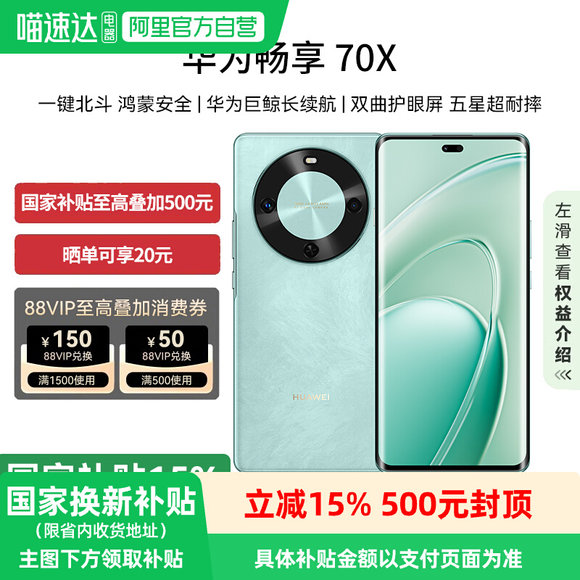 喵速达电器 阿里官方自营
华为畅享 70X
一键北斗 鸿蒙安全 | 华为巨鲸长续航 | 双曲护眼屏 五星超耐摔
国家补贴至高叠加500元
晒单可享20元
88VIP至高叠加消费券
¥150
88VIP兑换
满1500使用
¥50
88VIP兑换
满500使用
HUAWEI
左滑查看权益介绍
国家补贴15%
国家换新补贴
(限省内收货地址)
主图下方领取补贴
立减15% 500元封顶
具体补贴金额以支付页面为准